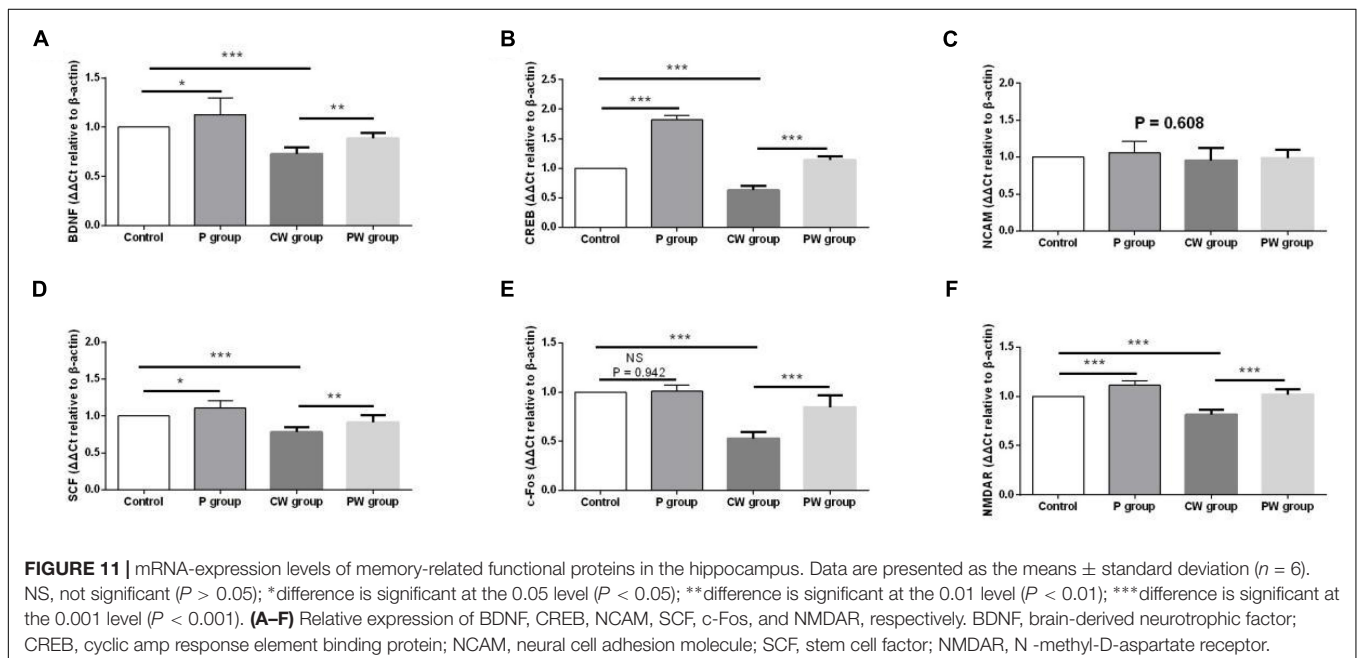 A
***
*
**
BDNF (ΔΔCt relative to β-actin)
1.5
1.0
0.5
0.0
Control
P group
CW group
PW group
B
***
***
***
CREB (ΔΔCt relative to β-actin)
2.5
2.0
1.5
1.0
0.5
0.0
Control
P group
CW group
PW group
C
P = 0.608
NCAM (ΔΔCt relative to β-actin)
2.0
1.5
1.0
0.5
0.0
Control
P group
CW group
PW group
D
***
*
**
SCF (ΔΔCt relative to β-actin)
2.0
1.5
1.0
0.5
0.0
Control
P group
CW group
PW group
E
***
NS
P = 0.942
***
c-Fos (ΔΔCt relative to β-actin)
1.5
1.0
0.5
0.0
Control
P group
CW group
PW group
F
***
***
***
NMDAR (ΔΔCt relative to β-actin)
1.5
1.0
0.5
0.0
Control
P group
CW group
PW group
FIGURE 11 | mRNA-expression levels of memory-related functional proteins in the hippocampus. Data are presented as the means ± standard deviation (n = 6).
NS, not significant (P > 0.05); *difference is significant at the 0.05 level (P < 0.05); **difference is significant at the 0.01 level (P < 0.01); ***difference is significant at
the 0.001 level (P < 0.001). (A–F) Relative expression of BDNF, CREB, NCAM, SCF, c-Fos, and NMDAR, respectively. BDNF, brain-derived neurotrophic factor;
CREB, cyclic amp response element binding protein; NCAM, neural cell adhesion molecule; SCF, stem cell factor; NMDAR, N -methyl-D-aspartate receptor.